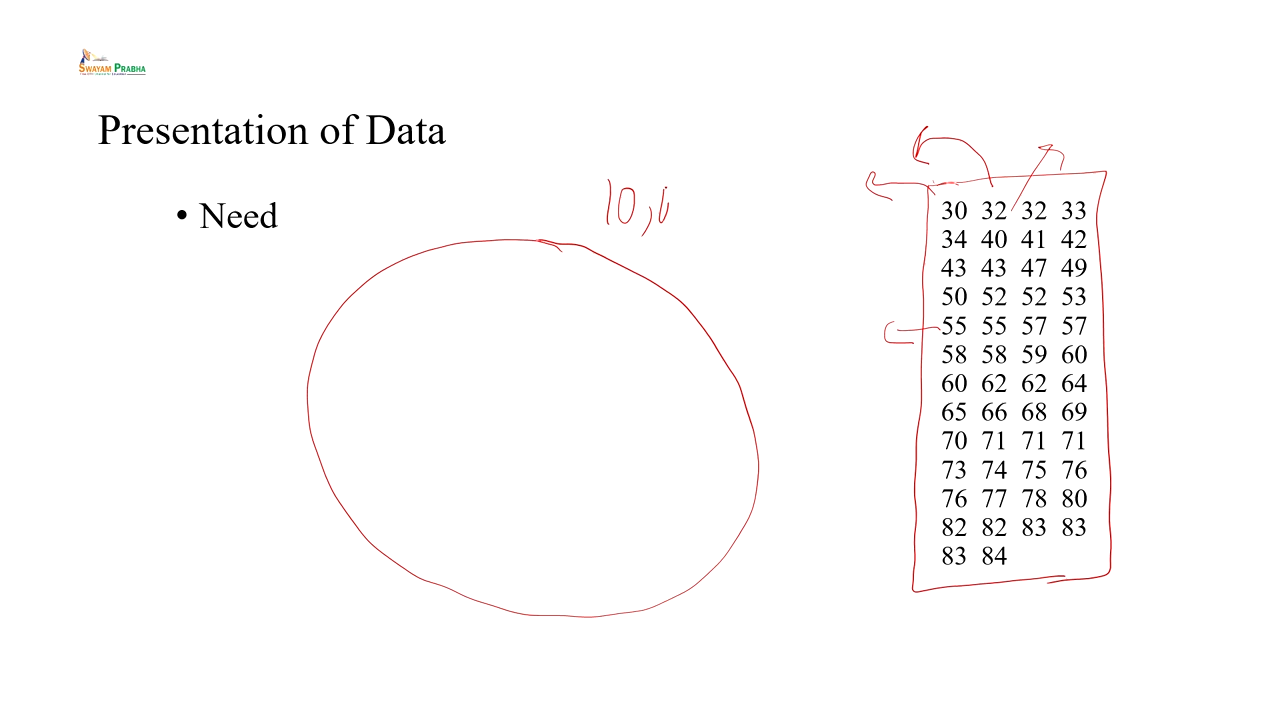 SWAYAM PRABHA
Presentation of Data
• Need
10,0
30 32 32 33
34 40 41 42
43 43 47 49
50 52 52 53
55 55 57 57
58 58 59 60
60 62 62 64
65 66 68 69
70 71 71 71
73 74 75 76
76 77 78 80
82 82 83 83
83 84